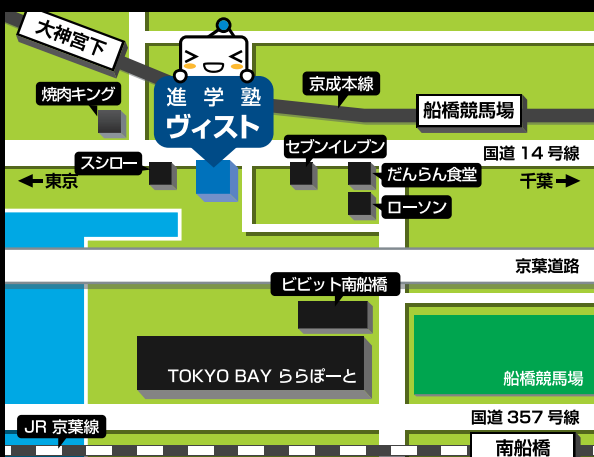 大神宮下
進学塾
ヴィスト
京成本線
焼肉キング
船橋競馬場
セブンイレブン
国道 14 号線
スシロー
だんらん食堂
東京
千葉
ローソン
京葉道路
ビビット南船橋
TOKYO BAY ららぽーと
船橋競馬場
国道 357 号線
JR 京葉線
南船橋